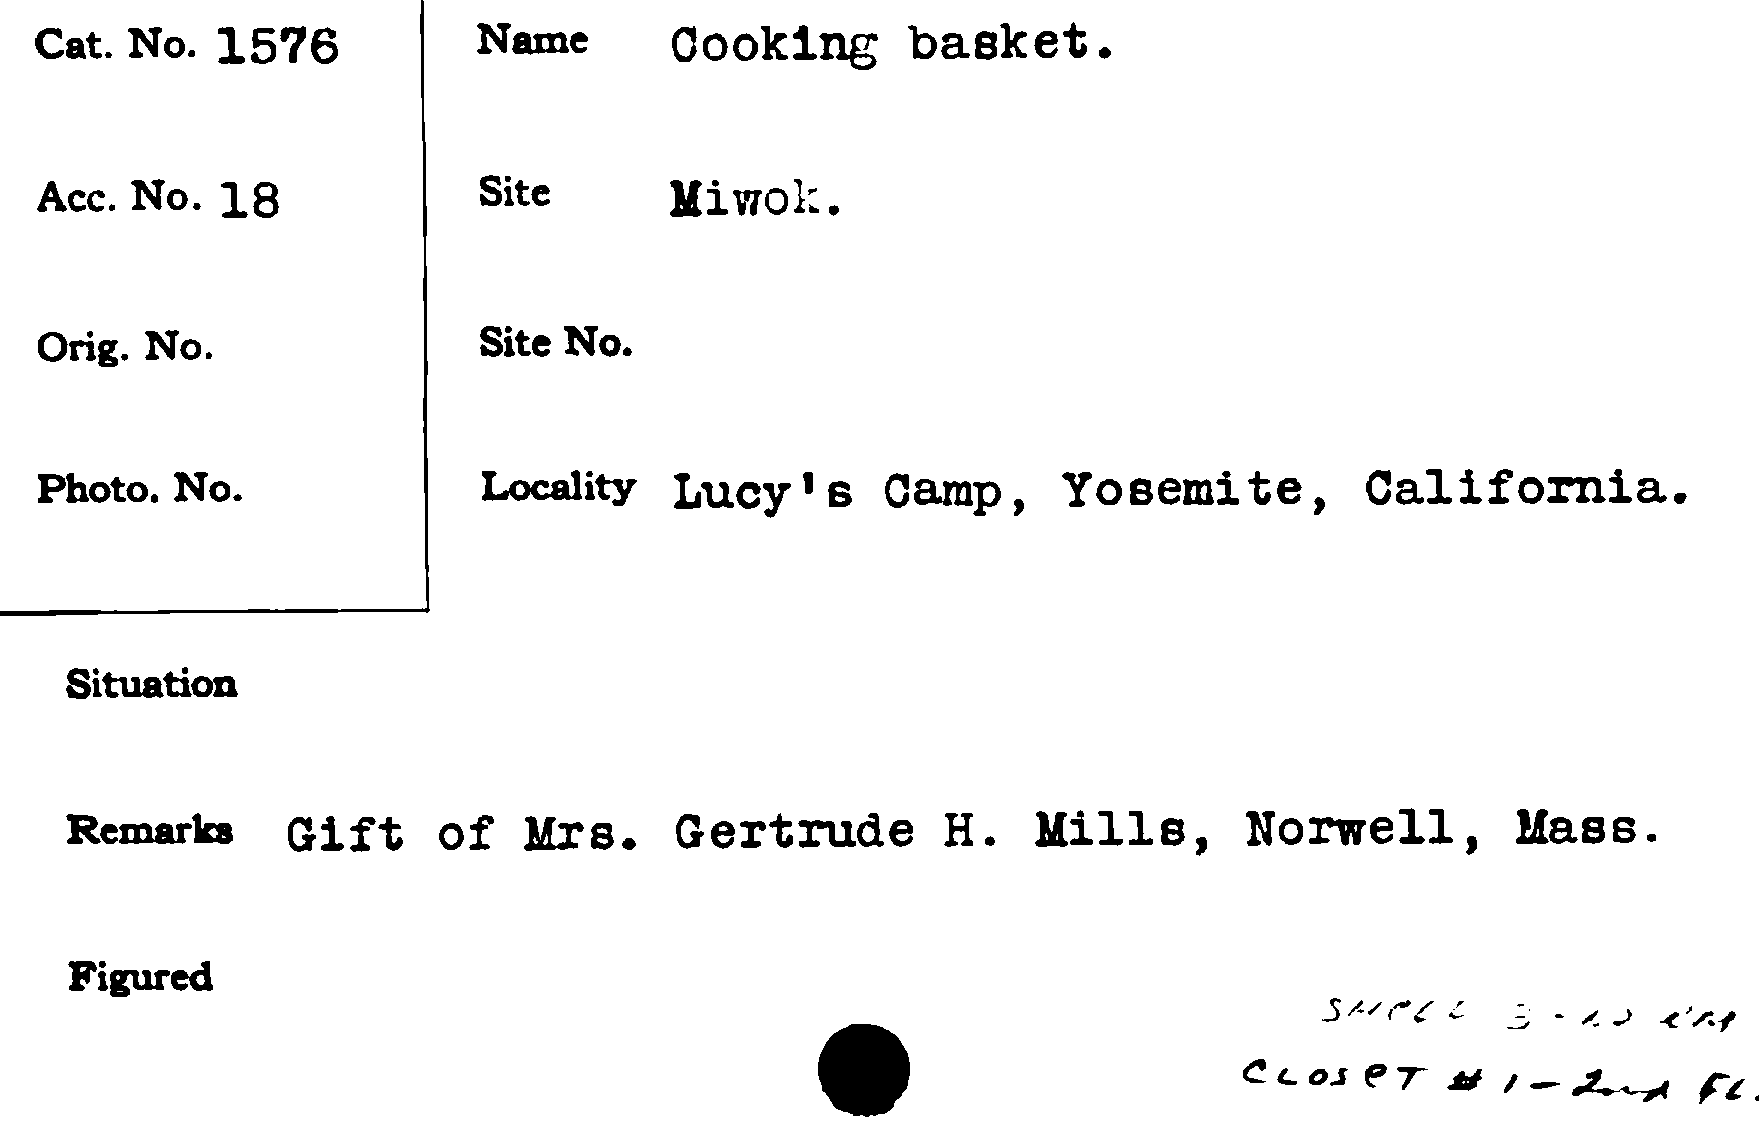 Cat. No. 1576
Name Cooking basket.
Acc. No. 18
Site Miwok.
Orig. No.
Site No.
Photo. No.
Locality Lucy's Camp, Yosemite, California.
Situation
Remarks Gift of Mrs. Gertrude H. Mills, Norwell, Mass.
Figured
CLOSET # 1 - 2nd FL.